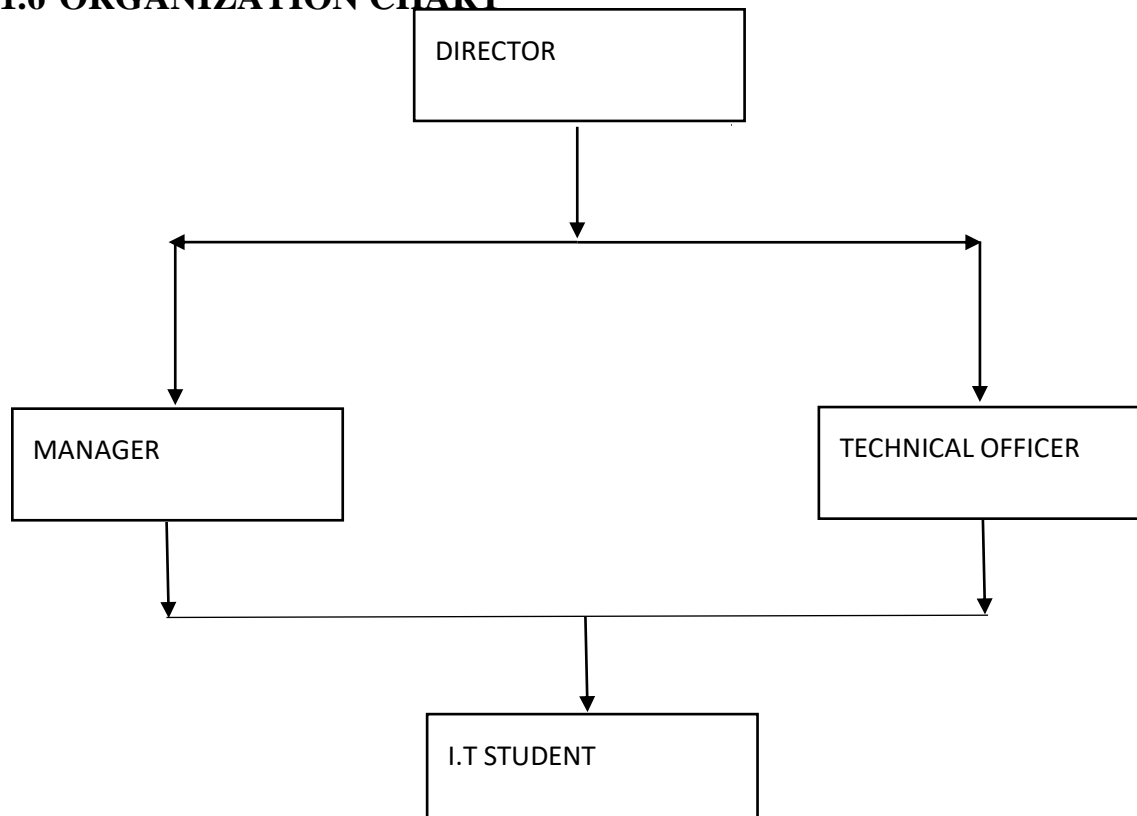 ORGANIZATION CHART
DIRECTOR
MANAGER
TECHNICAL OFFICER
I.T STUDENT